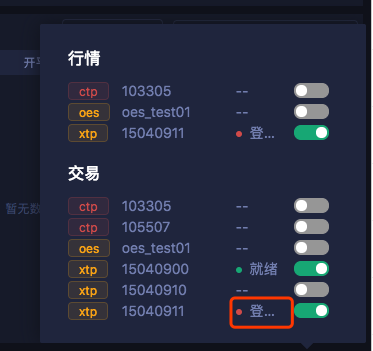 开
行情
ctp 103305 --
oes oes_test01 --
xtp 15040911 登...
交易
ctp 103305 --
ctp 105507 --
oes oes_test01 --
xtp 15040900 就绪
xtp 15040910 --
xtp 15040911 登...
暂无数